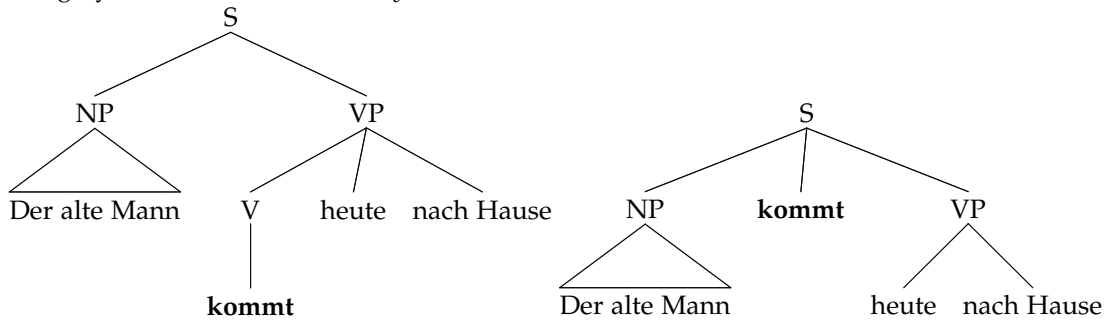 S
NP VP S
Der alte Mann V heute nach Hause NP kommt VP
kommt Der alte Mann heute nach Hause